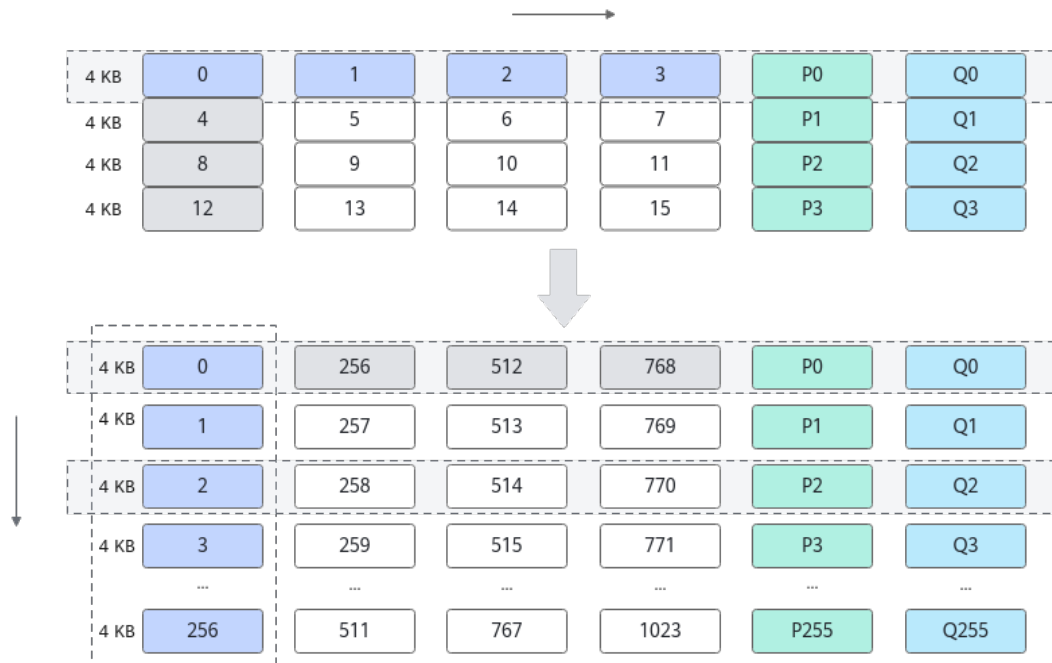 4 KB 0 1 2 3 P0 Q0
4 KB 4 5 6 7 P1 Q1
4 KB 8 9 10 11 P2 Q2
4 KB 12 13 14 15 P3 Q3
4 KB 0 256 512 768 P0 Q0
4 KB 1 257 513 769 P1 Q1
4 KB 2 258 514 770 P2 Q2
4 KB 3 259 515 771 P3 Q3
... ... ... ... ... ...
4 KB 256 511 767 1023 P255 Q255